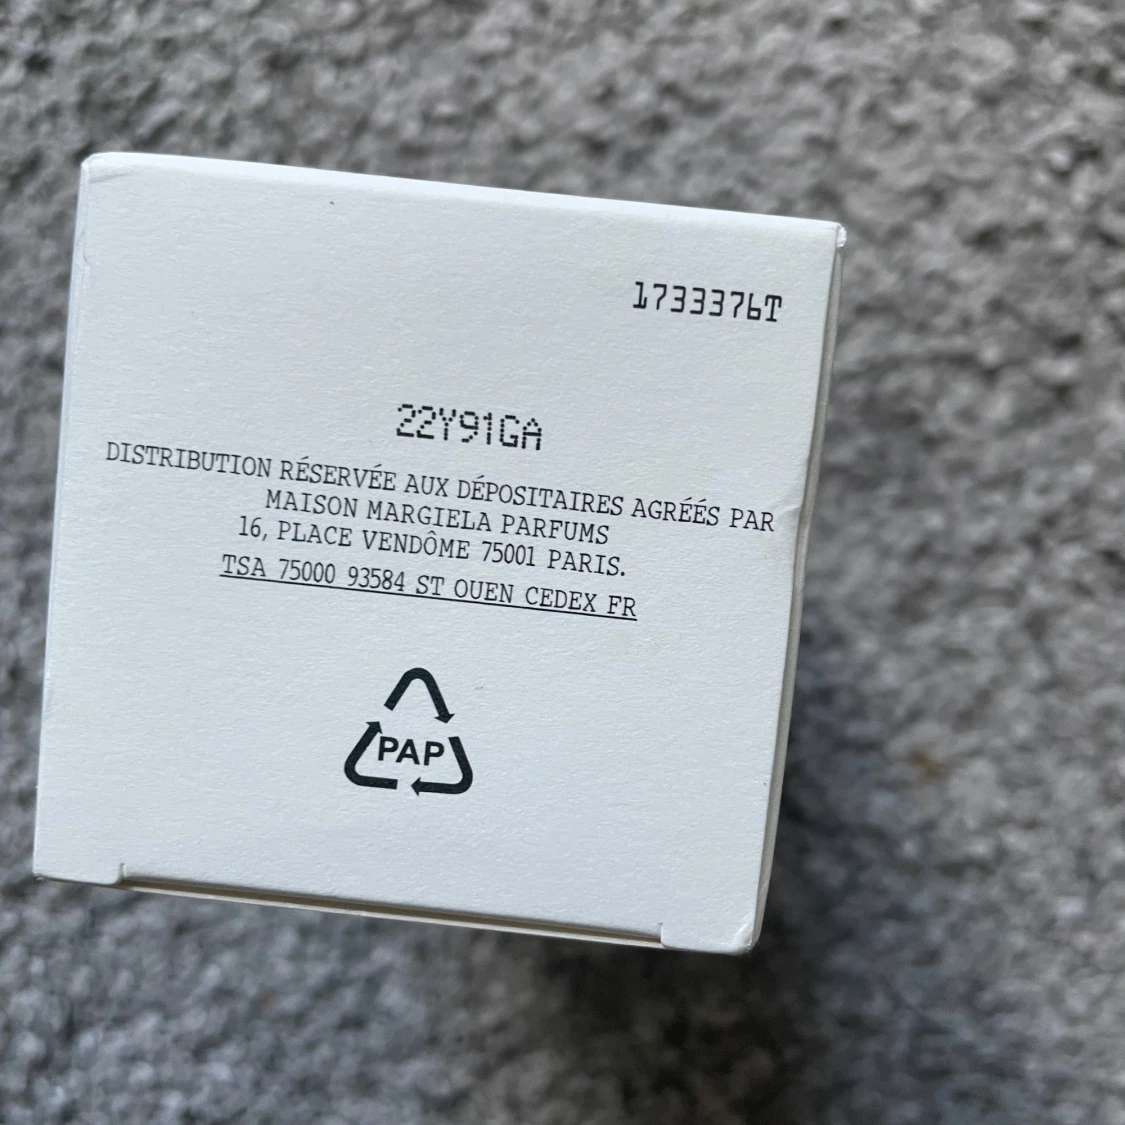 1733376T
22Y91GA
DISTRIBUTION RÉSERVÉE AUX DÉPOSITAIRES AGRÉÉS PAR
MAISON MARGIELA PARFUMS
16, PLACE VENDÔME 75001 PARIS.
TSA 75000 93584 ST OUEN CEDEX FR
PAP